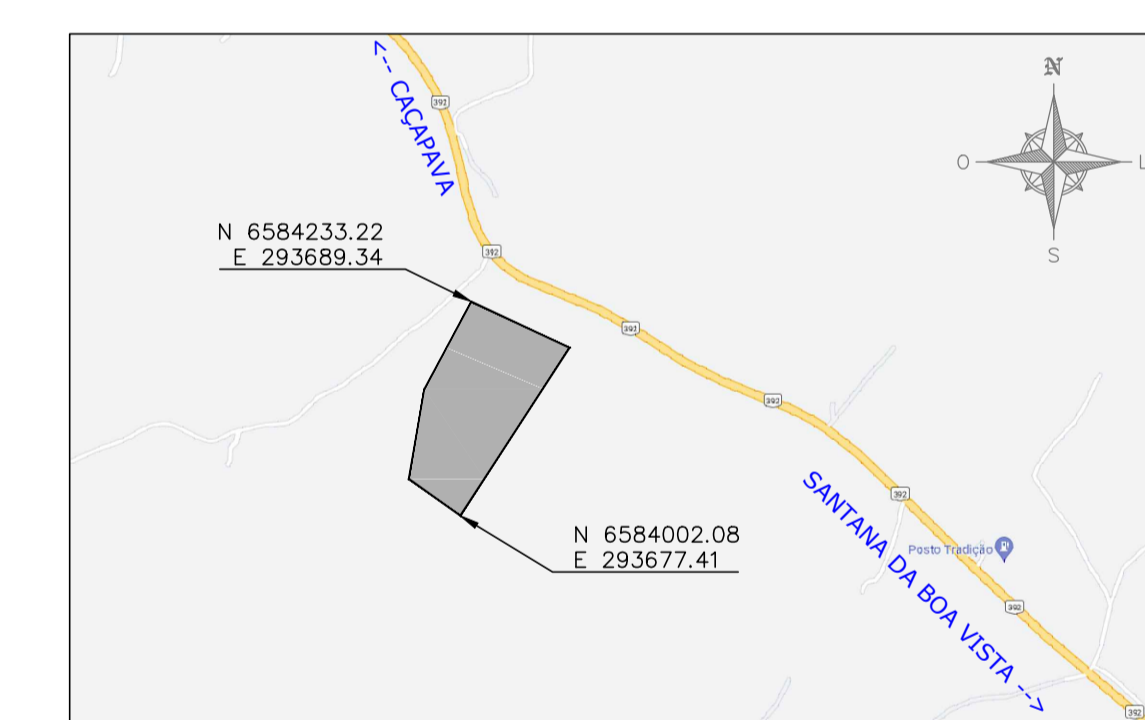 N
<--- CAÇAPAVA
392
O
L
N 6584233.22
E 293689.34
392
S
392
392
SANTANA DA BOA VISTA -->
392
N 6584002.08
E 293677.41
Posto Tradição
392
392